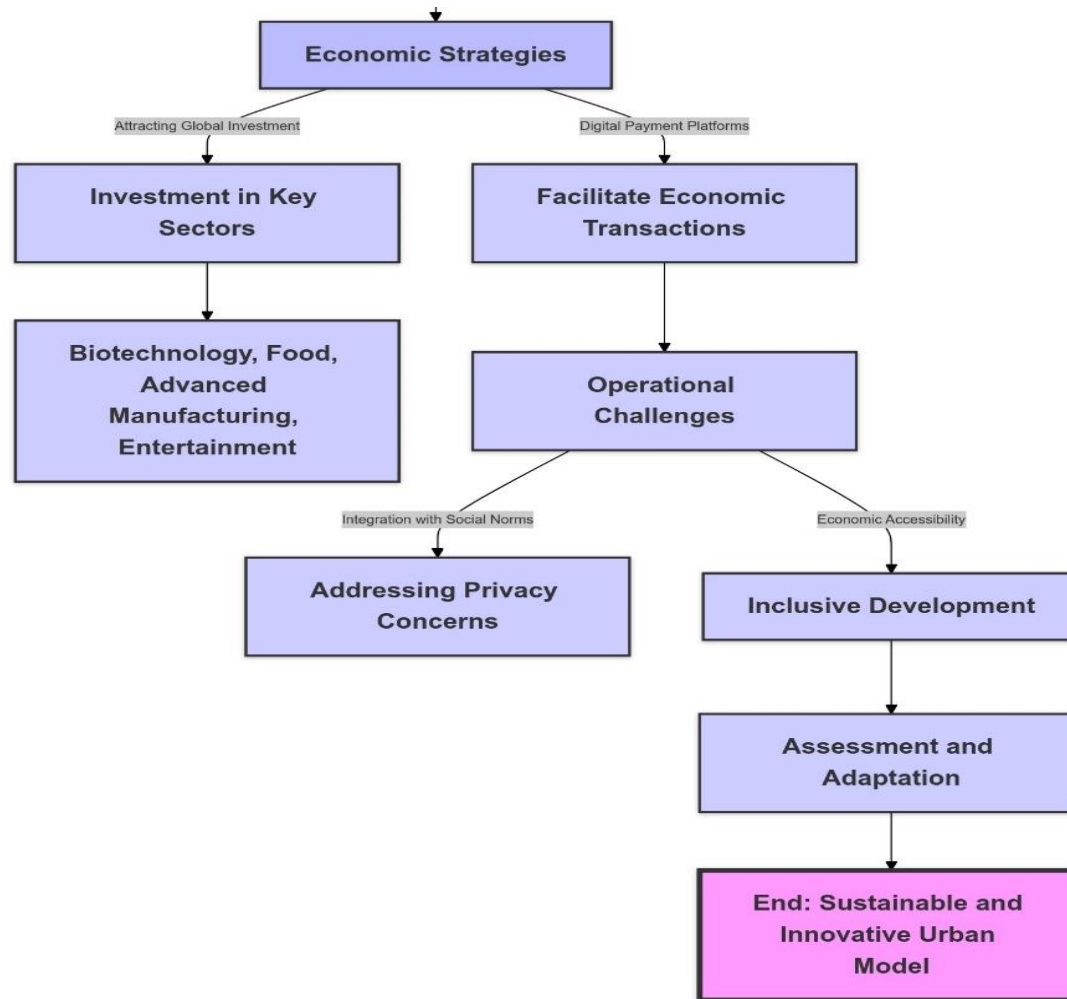 Economic Strategies
Attracting Global Investment
Digital Payment Platforms
Investment in Key
Sectors
Facilitate Economic
Transactions
Biotechnology, Food,
Advanced
Manufacturing,
Entertainment
Operational
Challenges
Integration with Social Norms
Economic Accessibility
Addressing Privacy
Concerns
Inclusive Development
Assessment and
Adaptation
End: Sustainable and
Innovative Urban
Model